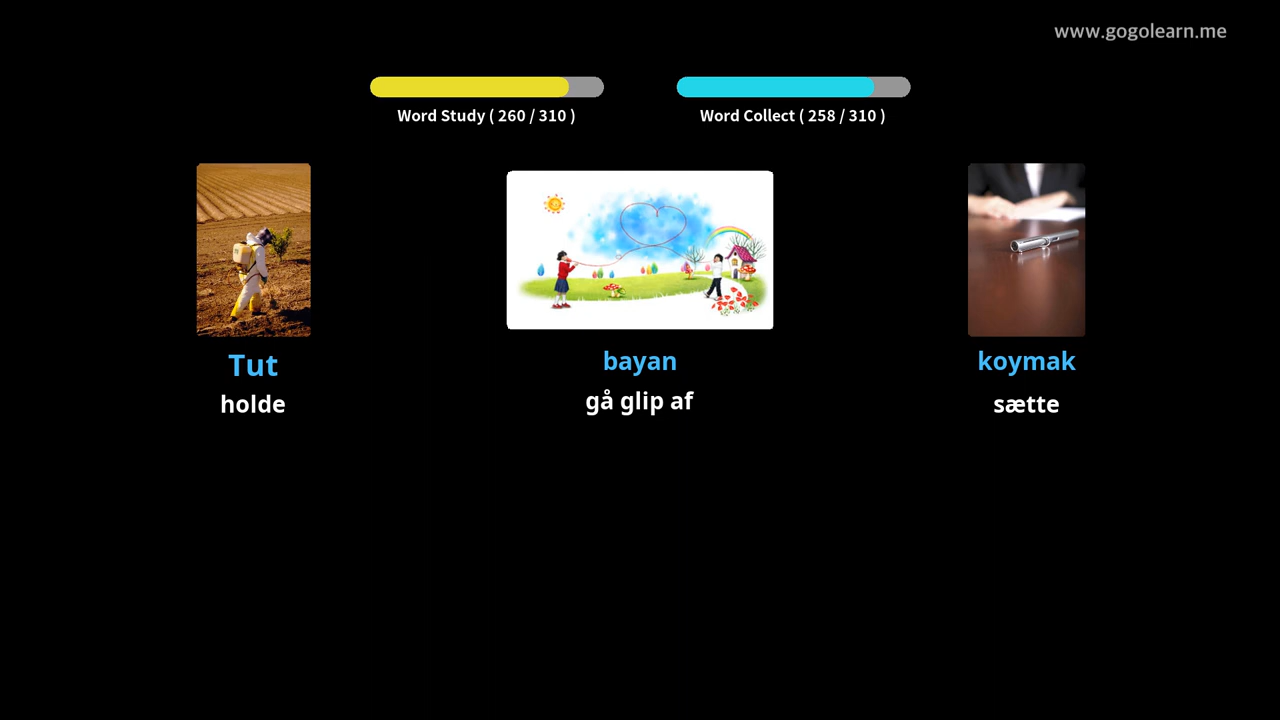 www.gogolearn.me
Word Study ( 260 / 310 )
Word Collect ( 258 / 310 )
Tut
holde
bayan
gå glip af
koymak
sætte